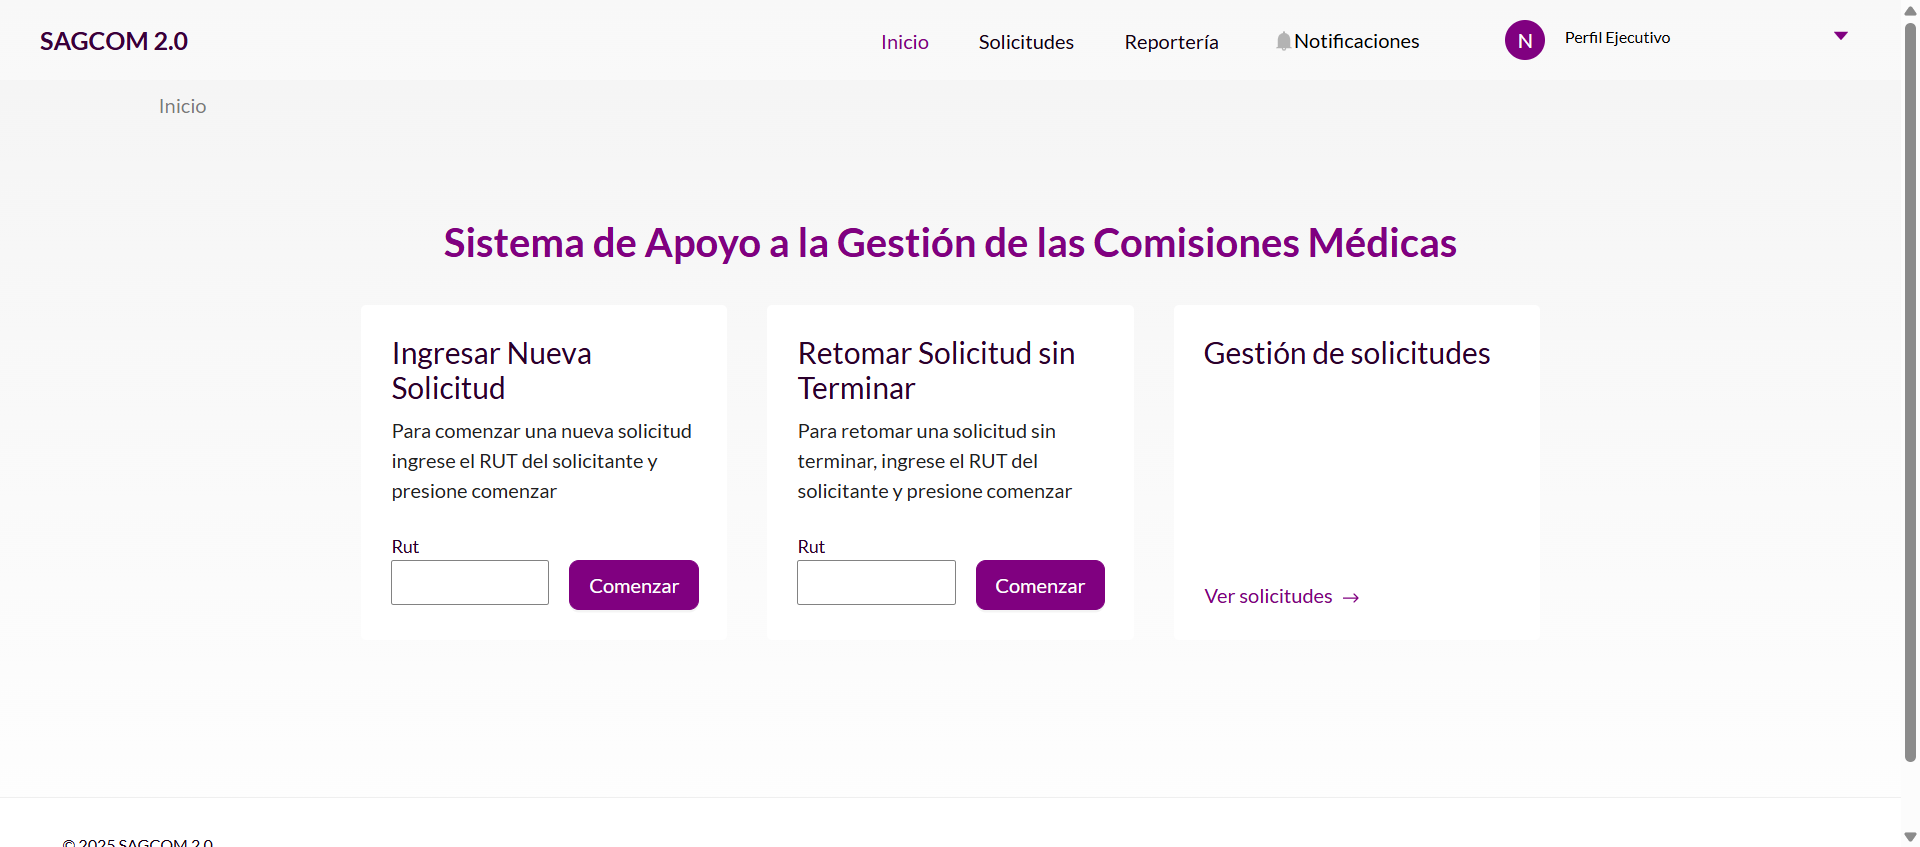 SAGCOM 2.0
Inicio
Solicitudes
Reportería
Notificaciones
N
Perfil Ejecutivo
Inicio
Sistema de Apoyo a la Gestión de las Comisiones Médicas
Ingresar Nueva
Solicitud
Para comenzar una nueva solicitud
ingrese el RUT del solicitante y
presione comenzar
Rut
Comenzar
Retomar Solicitud sin
Terminar
Para retomar una solicitud sin
terminar, ingrese el RUT del
solicitante y presione comenzar
Rut
Comenzar
Gestión de solicitudes
Ver solicitudes →
© 2025 SAGCOM 2.0